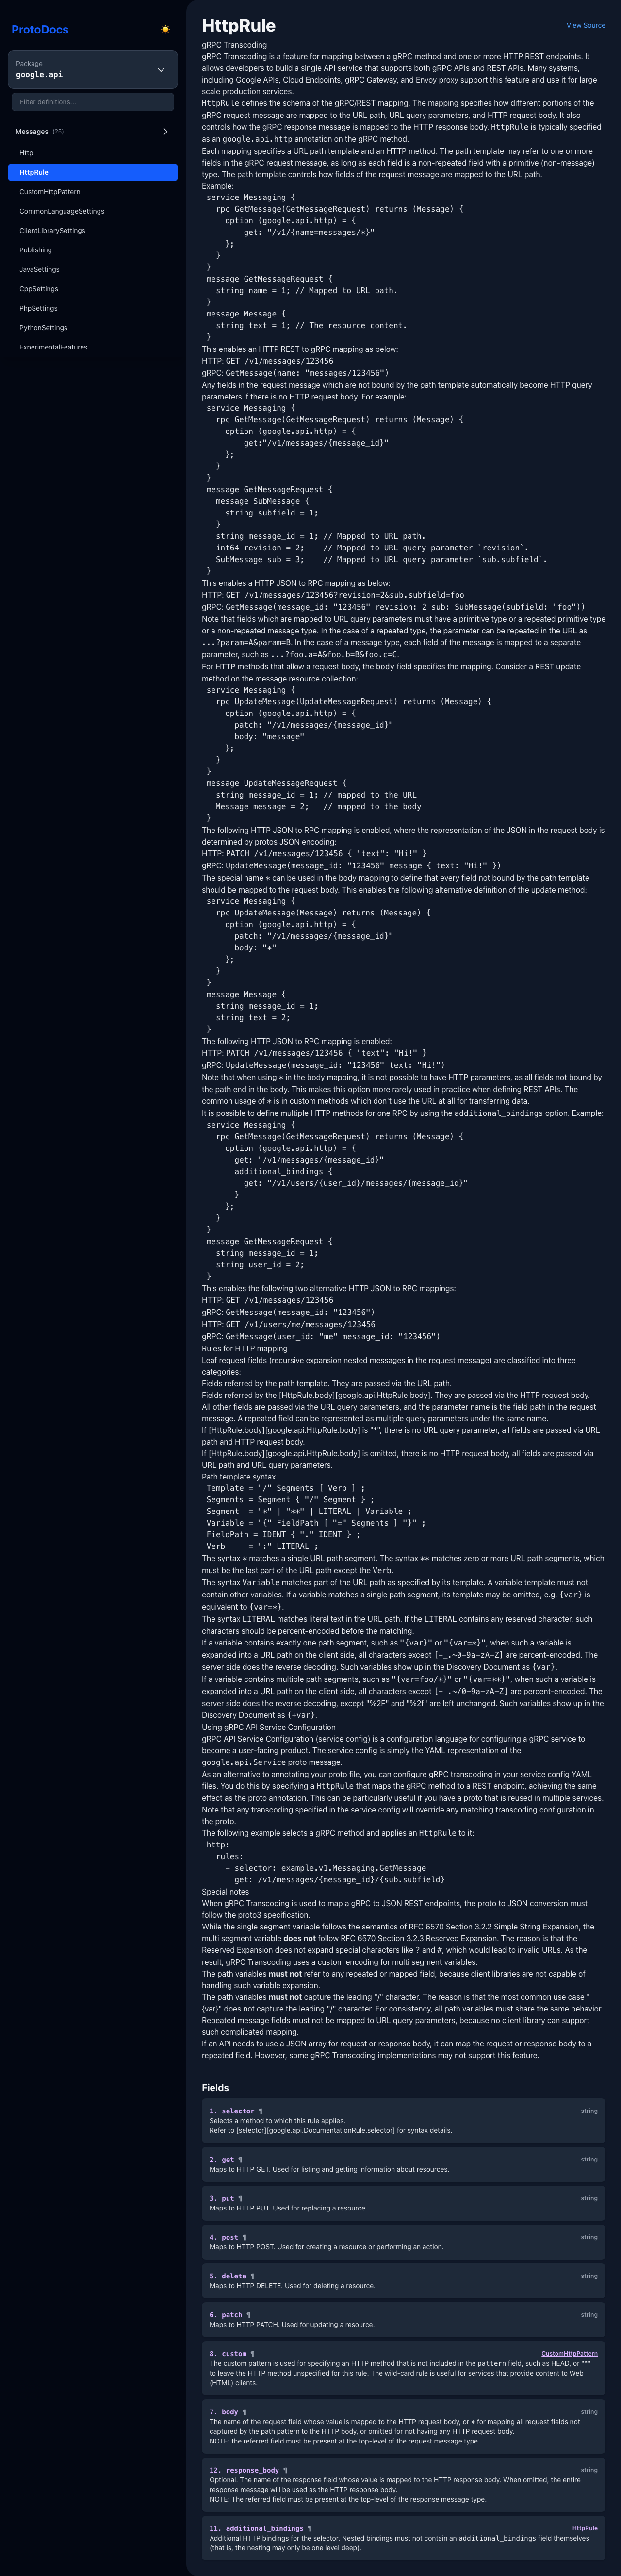 ProtoDocs
Package
google.api
Filter definitions...
Messages (25)
Http
HttpRule
CustomHttpPattern
CommonLanguageSettings
ClientLibrarySettings
Publishing
JavaSettings
CppSettings
PhpSettings
PythonSettings
ExperimentalFeatures
HttpRule
View Source
gRPC Transcoding
gRPC Transcoding is a feature for mapping between a gRPC method and one or more HTTP REST endpoints. It
allows developers to build a single API service that supports both gRPC APIs and REST APIs. Many systems,
including Google APIs, Cloud Endpoints, gRPC Gateway, and Envoy proxy support this feature and use it for large
scale production services.
HttpRule defines the schema of the gRPC/REST mapping. The mapping specifies how different portions of the
gRPC request message are mapped to the URL path, URL query parameters, and HTTP request body. It also
controls how the gRPC response message is mapped to the HTTP response body. HttpRule is typically specified
as an google.api.http annotation on the gRPC method.
Each mapping specifies a URL path template and an HTTP method. The path template may refer to one or more
fields in the gRPC request message, as long as each field is a non-repeated field with a primitive (non-message)
type. The path template controls how fields of the request message are mapped to the URL path.
Example:
service Messaging {
rpc GetMessage(GetMessageRequest) returns (Message) {
option (google.api.http) = {
get: "/v1/{name=messages/*}"
};
}
}
message GetMessageRequest {
string name = 1; // Mapped to URL path.
}
message Message {
string text = 1; // The resource content.
}
This enables an HTTP REST to gRPC mapping as below:
HTTP: GET /v1/messages/123456
gRPC: GetMessage(name: "messages/123456")
Any fields in the request message which are not bound by the path template automatically become HTTP query
parameters if there is no HTTP request body. For example:
service Messaging {
rpc GetMessage(GetMessageRequest) returns (Message) {
option (google.api.http) = {
get:"/v1/messages/{message_id}"
};
}
}
message GetMessageRequest {
message SubMessage {
string subfield = 1;
}
string message_id = 1; // Mapped to URL path.
int64 revision = 2;    // Mapped to URL query parameter `revision`.
SubMessage sub = 3;    // Mapped to URL query parameter `sub.subfield`.
}
This enables a HTTP JSON to RPC mapping as below:
HTTP: GET /v1/messages/123456?revision=2&sub.subfield=foo
gRPC: GetMessage(message_id: "123456" revision: 2 sub: SubMessage(subfield: "foo"))
Note that fields which are mapped to URL query parameters must have a primitive type or a repeated primitive
type or a non-repeated message type. In the case of a repeated type, the parameter can be repeated in the URL as
...?param=A&param=B. In the case of a message type, each field of the message is mapped to a separate
parameter, such as ...?foo.a=A&foo.b=B&foo.c=C.
For HTTP methods that allow a request body, the body field specifies the mapping. Consider a REST update
method on the message resource collection:
service Messaging {
rpc UpdateMessage(UpdateMessageRequest) returns (Message) {
option (google.api.http) = {
patch: "/v1/messages/{message_id}"
body: "message"
};
}
}
message UpdateMessageRequest {
string message_id = 1; // mapped to the URL
Message message = 2;   // mapped to the body
}
The following HTTP JSON to RPC mapping is enabled, where the representation of the JSON in the request body is
determined by protos JSON encoding:
HTTP: PATCH /v1/messages/123456 { "text": "Hi!" }
gRPC: UpdateMessage(message_id: "123456" message { text: "Hi!" })
The special name * can be used in the body mapping to define that every field not bound by the path template
should be mapped to the request body. This enables the following alternative definition of the update method:
service Messaging {
rpc UpdateMessage(Message) returns (Message) {
option (google.api.http) = {
patch: "/v1/messages/{message_id}"
body: "*"
};
}
}
message Message {
string message_id = 1;
string text = 2;
}
The following HTTP JSON to RPC mapping is enabled:
HTTP: PATCH /v1/messages/123456 { "text": "Hi!" }
gRPC: UpdateMessage(message_id: "123456" text: "Hi!")
Note that when using * in the body mapping, it is not possible to have HTTP parameters, as all fields not bound by
the path end in the body. This makes this option more rarely used in practice when defining REST APIs. The
common usage of * is in custom methods which don't use the URL at all for transferring data.
It is possible to define multiple HTTP methods for one RPC by using the additional_bindings option. Example:
service Messaging {
rpc GetMessage(GetMessageRequest) returns (Message) {
option (google.api.http) = {
get: "/v1/messages/{message_id}"
additional_bindings {
get: "/v1/users/{user_id}/messages/{message_id}"
}
};
}
}
message GetMessageRequest {
string message_id = 1;
string user_id = 2;
}
This enables the following two alternative HTTP JSON to RPC mappings:
HTTP: GET /v1/messages/123456
gRPC: GetMessage(message_id: "123456")
HTTP: GET /v1/users/me/messages/123456
gRPC: GetMessage(user_id: "me" message_id: "123456")
Rules for HTTP mapping
Leaf request fields (recursive expansion nested messages in the request message) are classified into three
categories:
Fields referred by the path template. They are passed via the URL path.
Fields referred by the [HttpRule.body][google.api.HttpRule.body]. They are passed via the HTTP request body.
All other fields are passed via the URL query parameters, and the parameter name is the field path in the request
message. A repeated field can be represented as multiple query parameters under the same name.
If [HttpRule.body][google.api.HttpRule.body] is "*", there is no URL query parameter, all fields are passed via URL
path and HTTP request body.
If [HttpRule.body][google.api.HttpRule.body] is omitted, there is no HTTP request body, all fields are passed via
URL path and URL query parameters.
Path template syntax
Template = "/" Segments [ Verb ] ;
Segments = Segment { "/" Segment } ;
Segment  = "*" | "**" | LITERAL | Variable ;
Variable = "{" FieldPath [ "=" Segments ] "}" ;
FieldPath = IDENT { "." IDENT } ;
Verb     = ":" LITERAL ;
The syntax * matches a single URL path segment. The syntax ** matches zero or more URL path segments, which
must be the last part of the URL path except the Verb.
The syntax Variable matches part of the URL path as specified by its template. A variable template must not
contain other variables. If a variable matches a single path segment, its template may be omitted, e.g. {var} is
equivalent to {var=*}.
The syntax LITERAL matches literal text in the URL path. If the LITERAL contains any reserved character, such
characters should be percent-encoded before the matching.
If a variable contains exactly one path segment, such as "{var}" or "{var=*}", when such a variable is
expanded into a URL path on the client side, all characters except [-_.~0-9a-zA-Z] are percent-encoded. The
server side does the reverse decoding. Such variables show up in the Discovery Document as {var}.
If a variable contains multiple path segments, such as "{var=foo/*}" or "{var=**}", when such a variable is
expanded into a URL path on the client side, all characters except [-_.~/0-9a-zA-Z] are percent-encoded. The
server side does the reverse decoding, except "%2F" and "%2f" are left unchanged. Such variables show up in the
Discovery Document as {+var}.
Using gRPC API Service Configuration
gRPC API Service Configuration (service config) is a configuration language for configuring a gRPC service to
become a user-facing product. The service config is simply the YAML representation of the
google.api.Service proto message.
As an alternative to annotating your proto file, you can configure gRPC transcoding in your service config YAML
files. You do this by specifying a HttpRule that maps the gRPC method to a REST endpoint, achieving the same
effect as the proto annotation. This can be particularly useful if you have a proto that is reused in multiple services.
Note that any transcoding specified in the service config will override any matching transcoding configuration in
the proto.
The following example selects a gRPC method and applies an HttpRule to it:
http:
rules:
- selector: example.v1.Messaging.GetMessage
get: /v1/messages/{message_id}/{sub.subfield}
Special notes
When gRPC Transcoding is used to map a gRPC to JSON REST endpoints, the proto to JSON conversion must
follow the proto3 specification.
While the single segment variable follows the semantics of RFC 6570 Section 3.2.2 Simple String Expansion, the
multi segment variable does not follow RFC 6570 Section 3.2.3 Reserved Expansion. The reason is that the
Reserved Expansion does not expand special characters like ? and #, which would lead to invalid URLs. As the
result, gRPC Transcoding uses a custom encoding for multi segment variables.
The path variables must not refer to any repeated or mapped field, because client libraries are not capable of
handling such variable expansion.
The path variables must not capture the leading "/" character. The reason is that the most common use case "
{var}" does not capture the leading "/" character. For consistency, all path variables must share the same behavior.
Repeated message fields must not be mapped to URL query parameters, because no client library can support
such complicated mapping.
If an API needs to use a JSON array for request or response body, it can map the request or response body to a
repeated field. However, some gRPC Transcoding implementations may not support this feature.
Fields
1. selector ¶ string
Selects a method to which this rule applies.
Refer to [selector][google.api.DocumentationRule.selector] for syntax details.
2. get ¶ string
Maps to HTTP GET. Used for listing and getting information about resources.
3. put ¶ string
Maps to HTTP PUT. Used for replacing a resource.
4. post ¶ string
Maps to HTTP POST. Used for creating a resource or performing an action.
5. delete ¶ string
Maps to HTTP DELETE. Used for deleting a resource.
6. patch ¶ string
Maps to HTTP PATCH. Used for updating a resource.
8. custom ¶ CustomHttpPattern
The custom pattern is used for specifying an HTTP method that is not included in the pattern field, such as HEAD, or "*"
to leave the HTTP method unspecified for this rule. The wild-card rule is useful for services that provide content to Web
(HTML) clients.
7. body ¶ string
The name of the request field whose value is mapped to the HTTP request body, or * for mapping all request fields not
captured by the path pattern to the HTTP body, or omitted for not having any HTTP request body.
NOTE: the referred field must be present at the top-level of the request message type.
12. response_body ¶ string
Optional. The name of the response field whose value is mapped to the HTTP response body. When omitted, the entire
response message will be used as the HTTP response body.
NOTE: The referred field must be present at the top-level of the response message type.
11. additional_bindings ¶ HttpRule
Additional HTTP bindings for the selector. Nested bindings must not contain an additional_bindings field themselves
(that is, the nesting may only be one level deep).